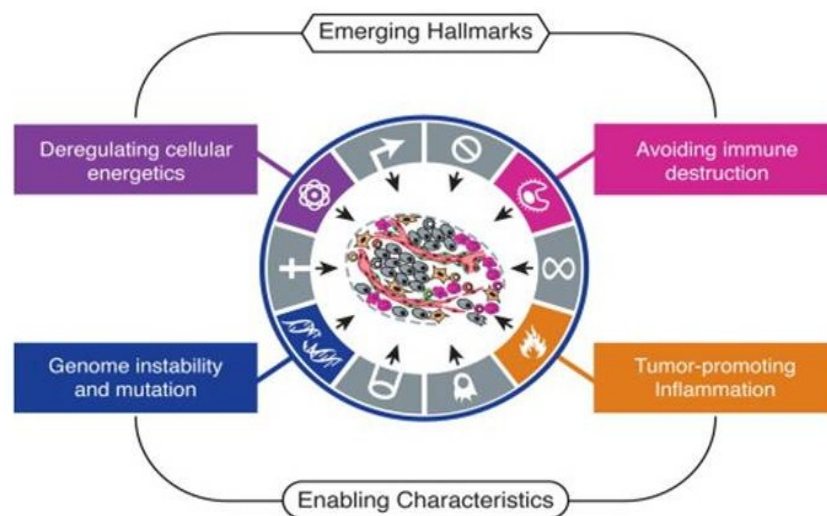 Emerging Hallmarks
Deregulating cellular
energetics
Avoiding immune
destruction
Genome instability
and mutation
Tumor-promoting
Inflammation
Enabling Characteristics